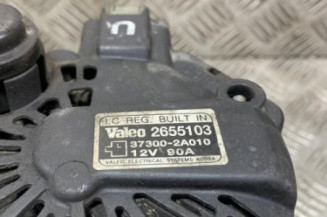 I.C REG. BUILT IN
Valeo 2655103
37300-2A010
12V 90A
VALEO ELECTRICAL SYSTEMS KOREA